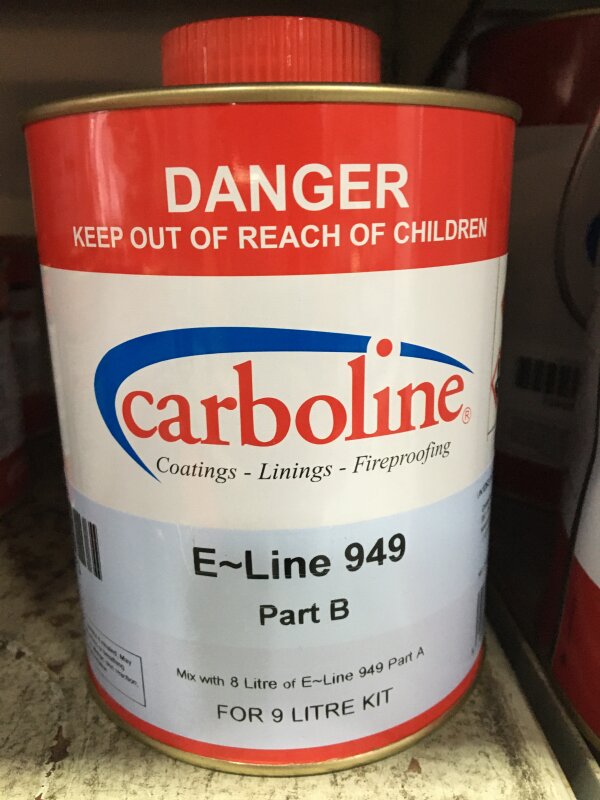 DANGER
KEEP OUT OF REACH OF CHILDREN
carboline®
Coatings - Linings - Fireproofing
E~Line 949
Part B
Mix with 8 Litre of E~Line 949 Part A
FOR 9 LITRE KIT